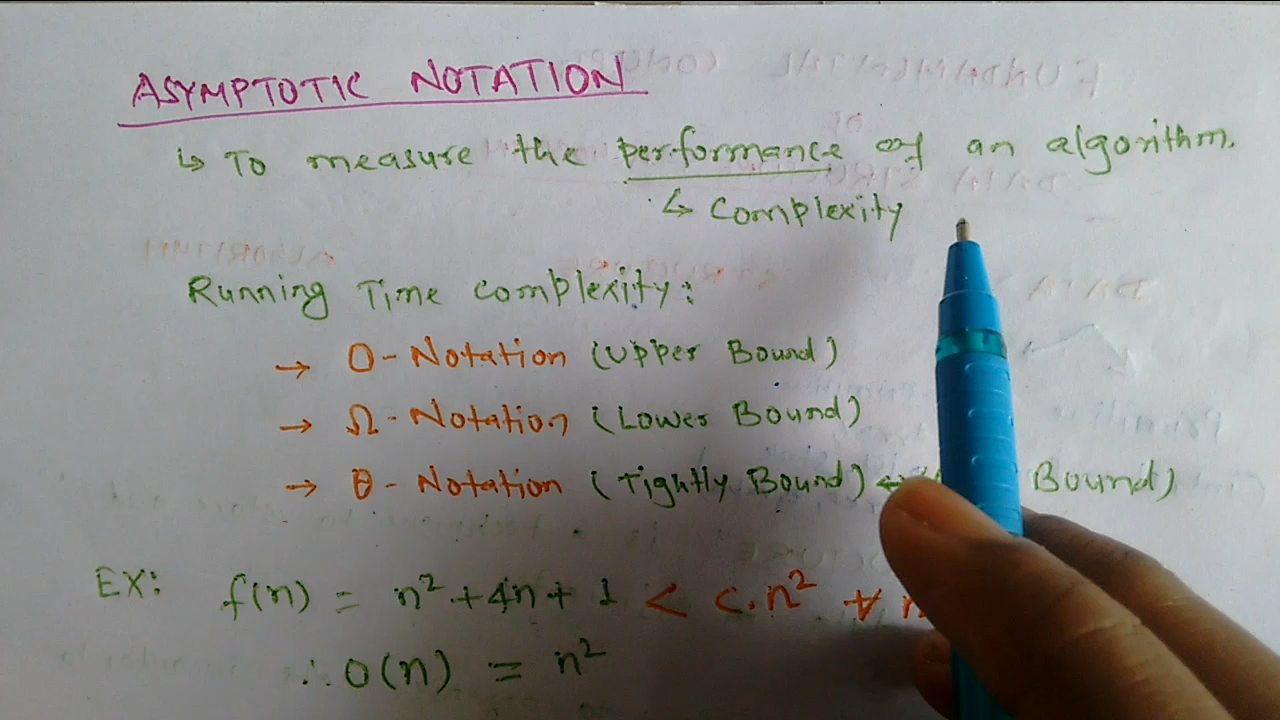 ASYMPTOTIC NOTATION
↳ To measure the performance of an algorithm.
↳ Complexity
Running Time complexity:
→ O-Notation (Upper Bound)
→ Ω-Notation (Lower Bound)
→ θ-Notation (Tightly Bound) Bound)
EX: f(n) = n²+4n+1 < c.n² ∀
∴ O(n) = n²